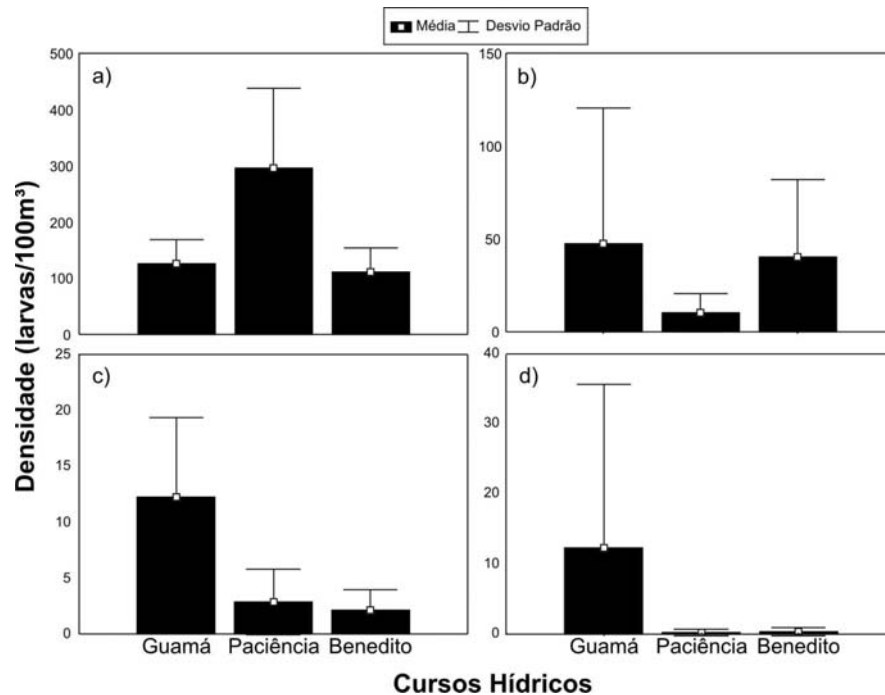 Média Desvio Padrão
Densidade (larvas/100m³)
a)
500
400
300
200
100
0
b)
150
100
50
0
c)
25
20
15
10
5
0
Guamá Paciência Benedito
d)
40
30
20
10
0
Guamá Paciência Benedito
Cursos Hídricos